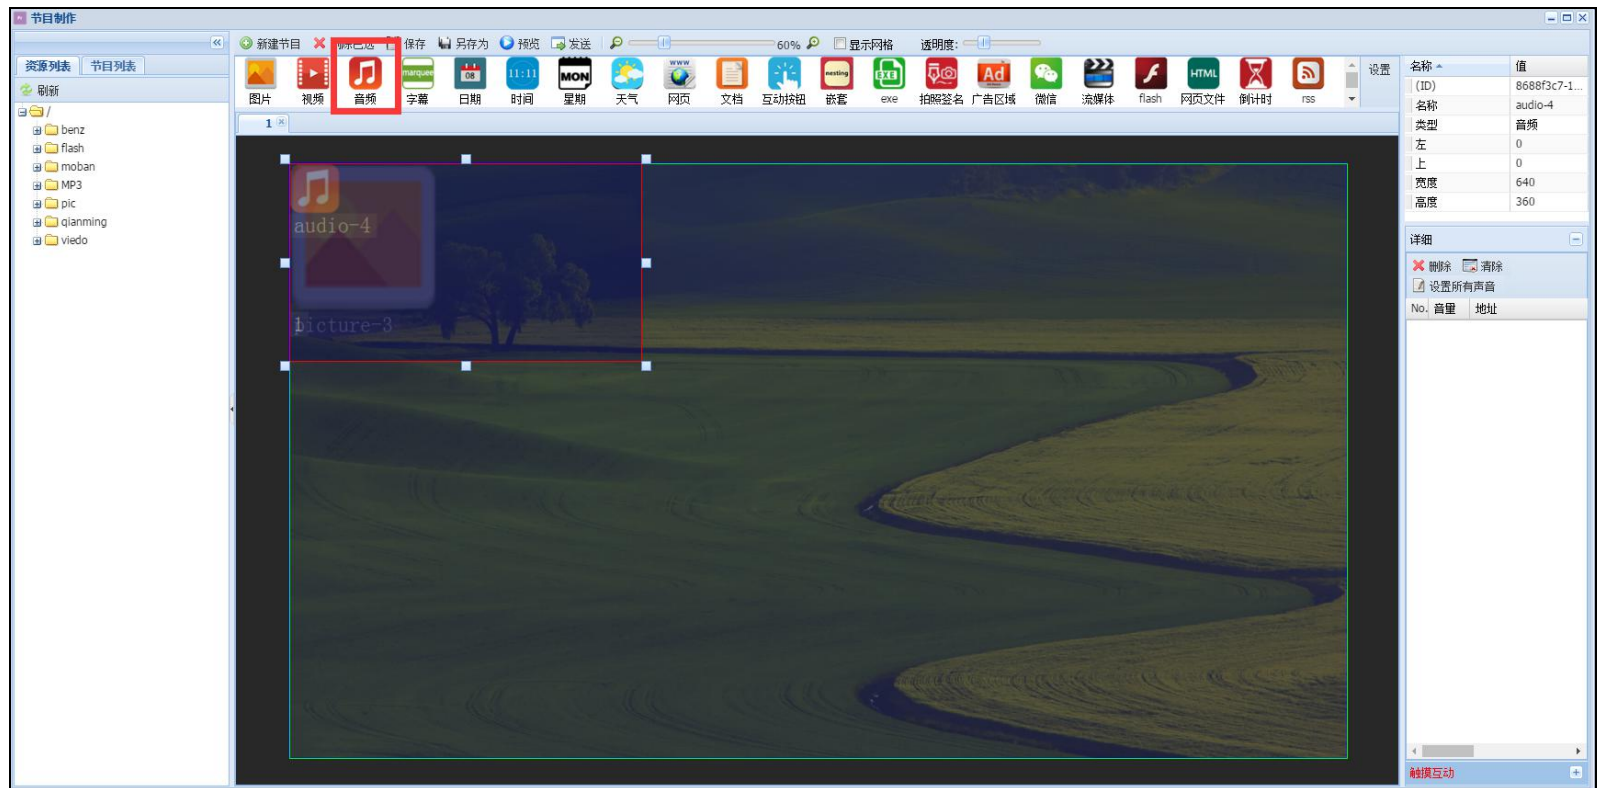 节目制作
新建节目 删除已选 保存 另存为 预览 发送 60% 显示网格 透明度:
资源列表 节目列表
刷新
/
benz
flash
moban
MP3
pic
qianming
viedo
marquee 08 11:11 MON www nesting EXE Ad HTML
图片 视频 音频 字幕 日期 时间 星期 天气 网页 文档 互动按钮 嵌套 exe 拍照签名 广告区域 微信 流媒体 flash 网页文件 倒计时 rss
设置
1
audio-4
picture-3
名称 值
(ID) 8688f3c7-1...
名称 audio-4
类型 音频
左 0
上 0
宽度 640
高度 360
详细
删除 清除
设置所有声音
No. 音量 地址
触摸互动